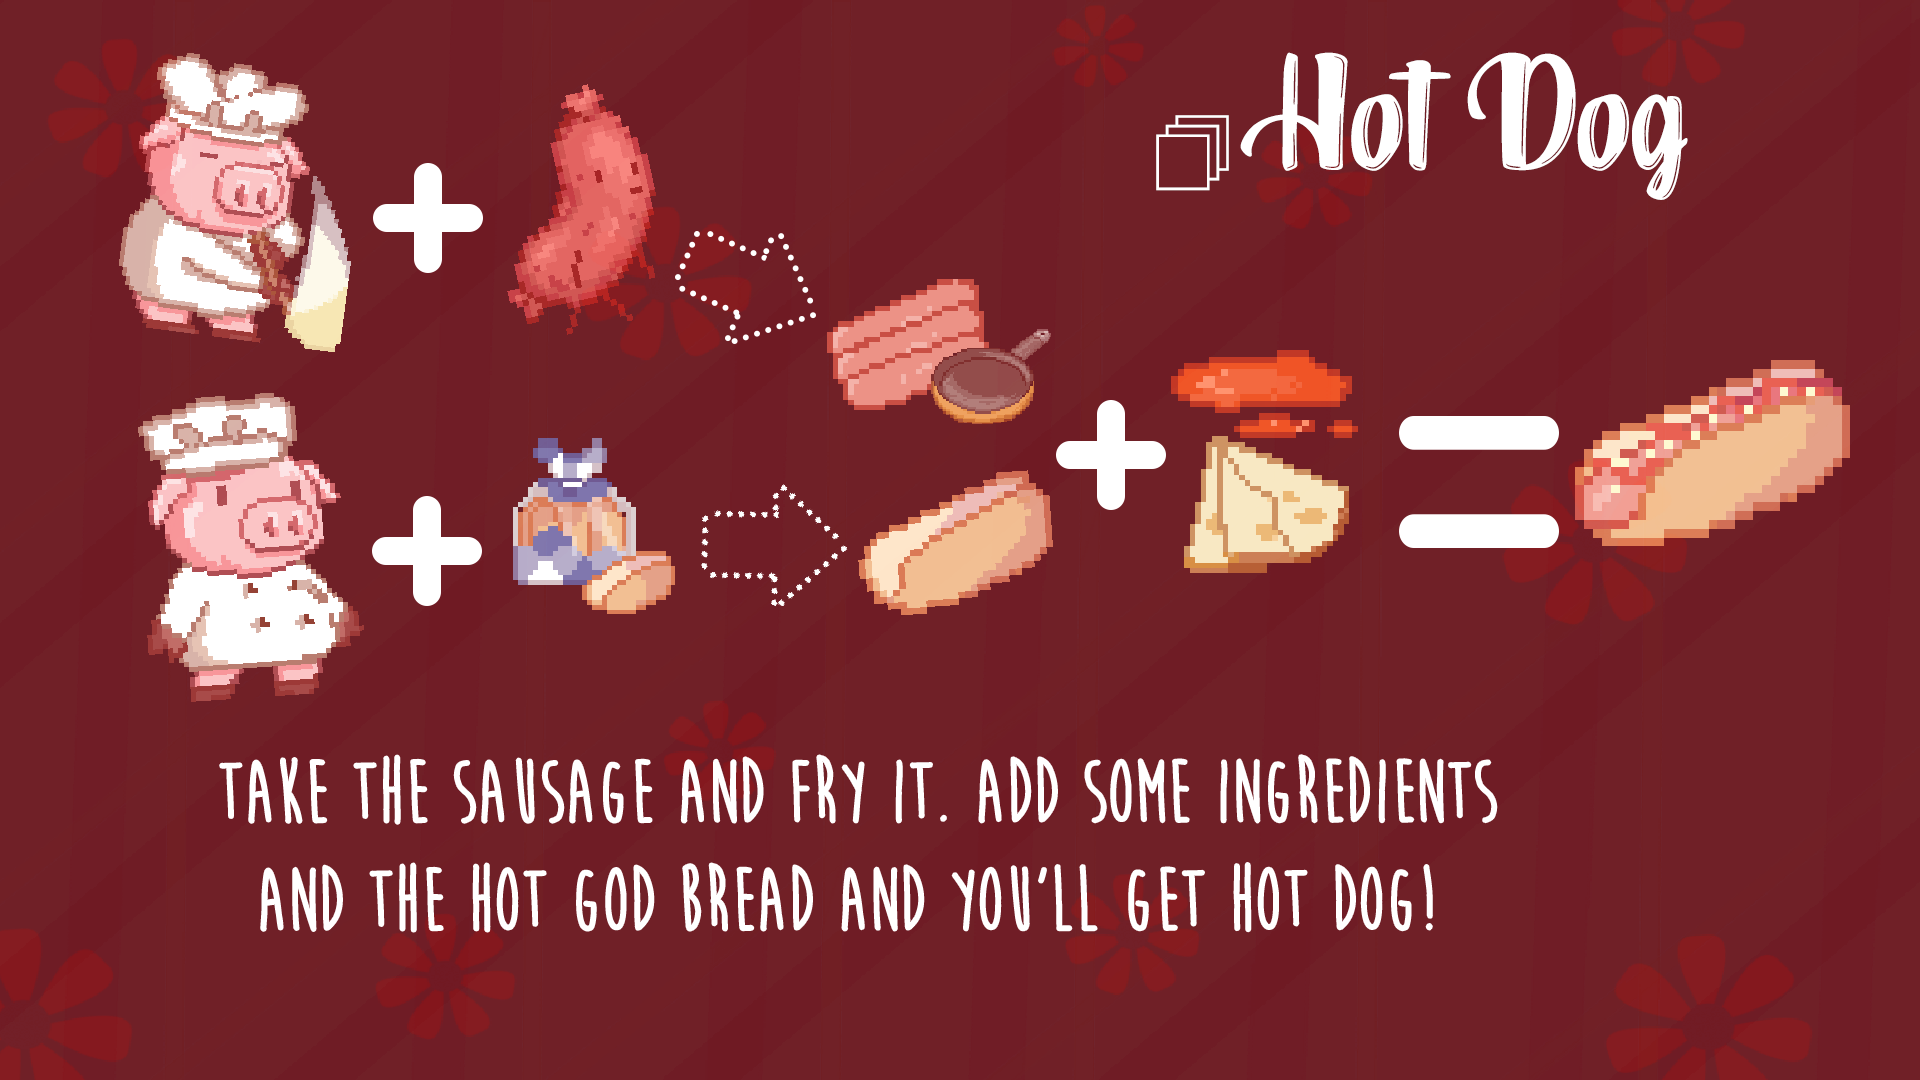 Hot Dog
TAKE THE SAUSAGE AND FRY IT. ADD SOME INGREDIENTS
AND THE HOT GOD BREAD AND YOU'LL GET HOT DOG!